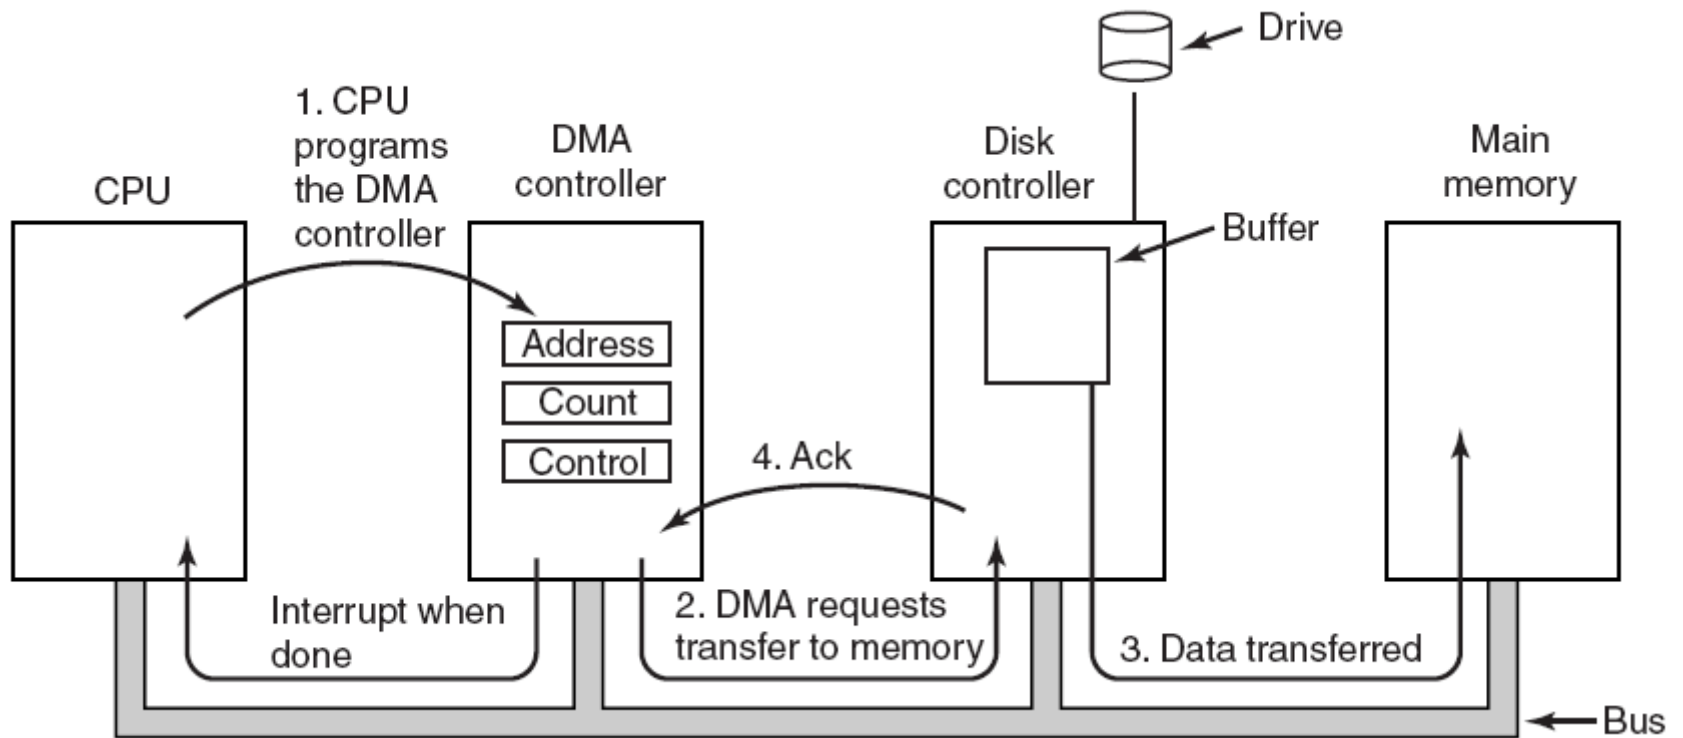 Drive
1. CPU
programs
the DMA
controller
DMA
controller
Disk
controller
Main
memory
CPU
Buffer
Address
Count
Control
4. Ack
Interrupt when
done
2. DMA requests
transfer to memory
3. Data transferred
Bus